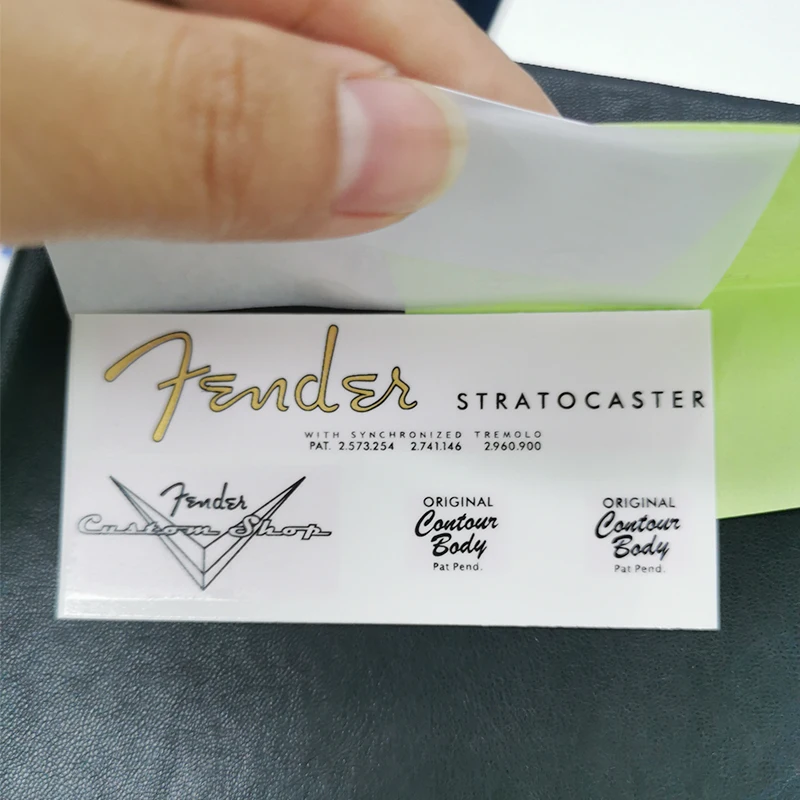 Fender STRATOCASTER
WITH SYNCHRONIZED TREMOLO
PAT. 2.573.254 2.741.146 2.960.900
Fender
Custom Shop
ORIGINAL
Contour
Body
Pat Pend.
ORIGINAL
Contour
Body
Pat Pend.